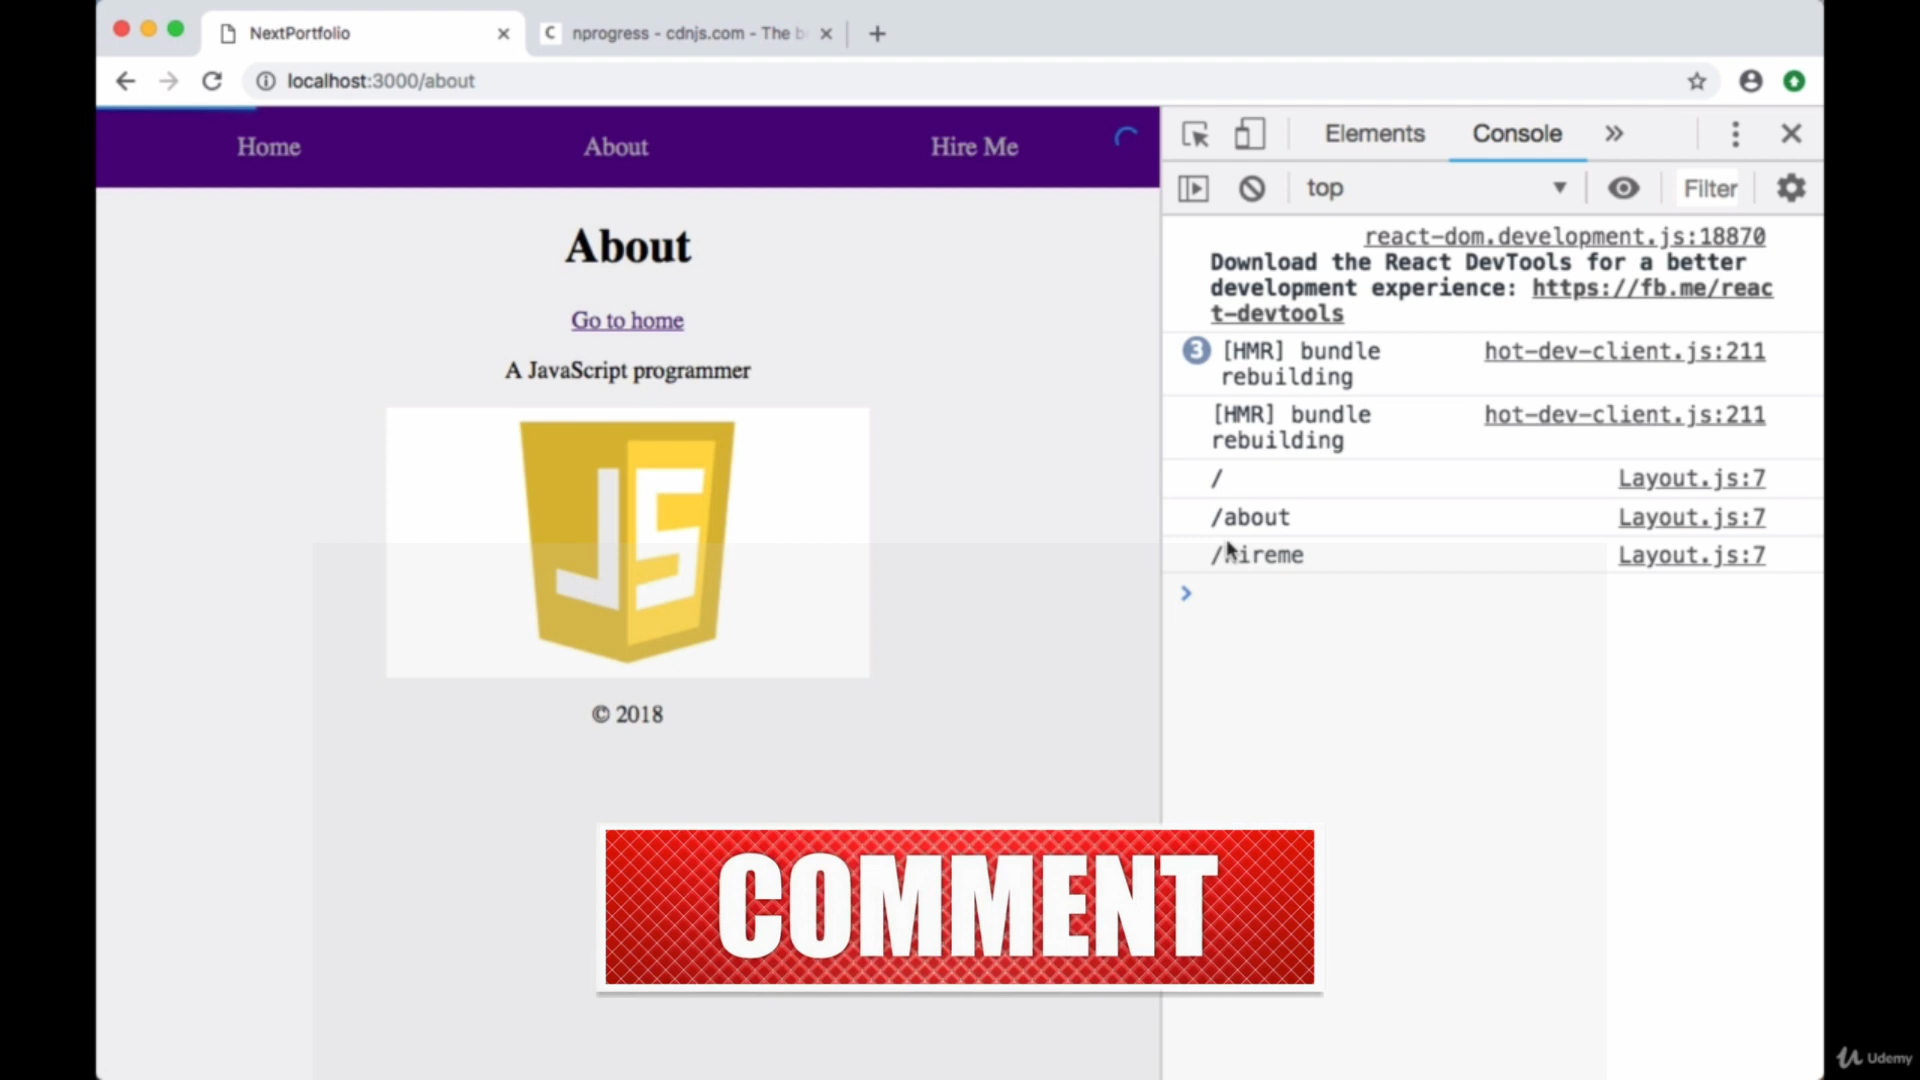 NextPortfolio
C nprogress - cdnjs.com - The b
localhost:3000/about
Home About Hire Me
About
Go to home
A JavaScript programmer
JS
© 2018
Elements Console »
top Filter
react-dom.development.js:18870
Download the React DevTools for a better
development experience: https://fb.me/reac
t-devtools
3 [HMR] bundle hot-dev-client.js:211
rebuilding
[HMR] bundle hot-dev-client.js:211
rebuilding
/ Layout.js:7
/about Layout.js:7
/hireme Layout.js:7
COMMENT
Udemy